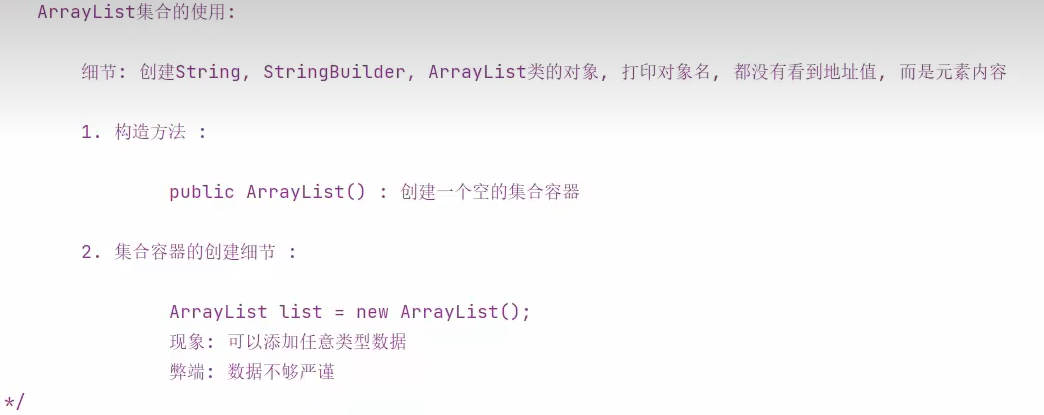 ArrayList集合的使用:
细节: 创建String, StringBuilder, ArrayList类的对象, 打印对象名, 都没有看到地址值, 而是元素内容
1. 构造方法 :
public ArrayList() : 创建一个空的集合容器
2. 集合容器的创建细节 :
ArrayList list = new ArrayList();
现象: 可以添加任意类型数据
弊端: 数据不够严谨
*/